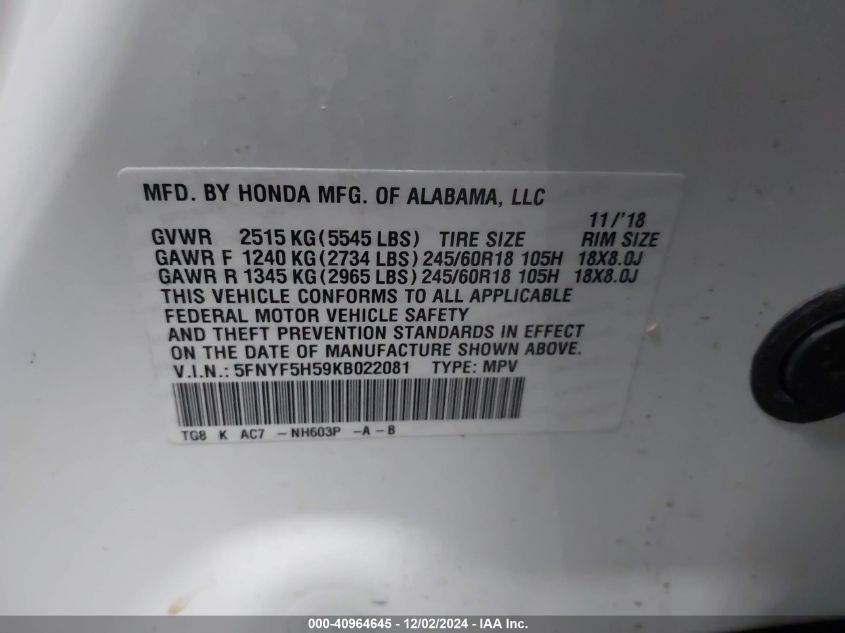 MFD. BY HONDA MFG. OF ALABAMA, LLC
11/'18
GVWR 2515 KG (5545 LBS) TIRE SIZE RIM SIZE
GAWR F 1240 KG (2734 LBS) 245/60R18 105H 18X8.0J
GAWR R 1345 KG (2965 LBS) 245/60R18 105H 18X8.0J
THIS VEHICLE CONFORMS TO ALL APPLICABLE
FEDERAL MOTOR VEHICLE SAFETY
AND THEFT PREVENTION STANDARDS IN EFFECT
ON THE DATE OF MANUFACTURE SHOWN ABOVE.
V.I.N.: 5FNYF5H59KB022081 TYPE: MPV
TG8 K AC7 - NH603P -A - B
000-40964645 - 12/02/2024 - IAA Inc.